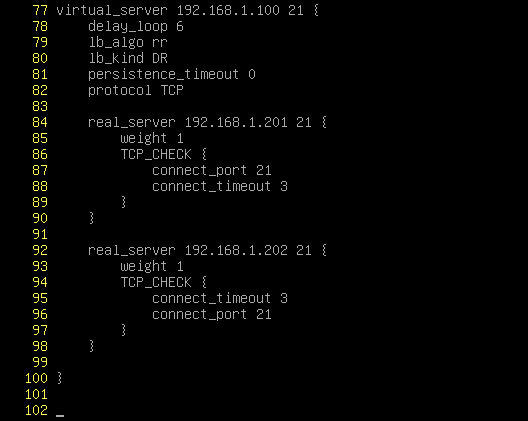 77 virtual_server 192.168.1.100 21 {
78     delay_loop 6
79     lb_algo rr
80     lb_kind DR
81     persistence_timeout 0
82     protocol TCP
83
84     real_server 192.168.1.201 21 {
85         weight 1
86         TCP_CHECK {
87             connect_port 21
88             connect_timeout 3
89         }
90     }
91
92     real_server 192.168.1.202 21 {
93         weight 1
94         TCP_CHECK {
95             connect_timeout 3
96             connect_port 21
97         }
98     }
99
100 }
101
102 _